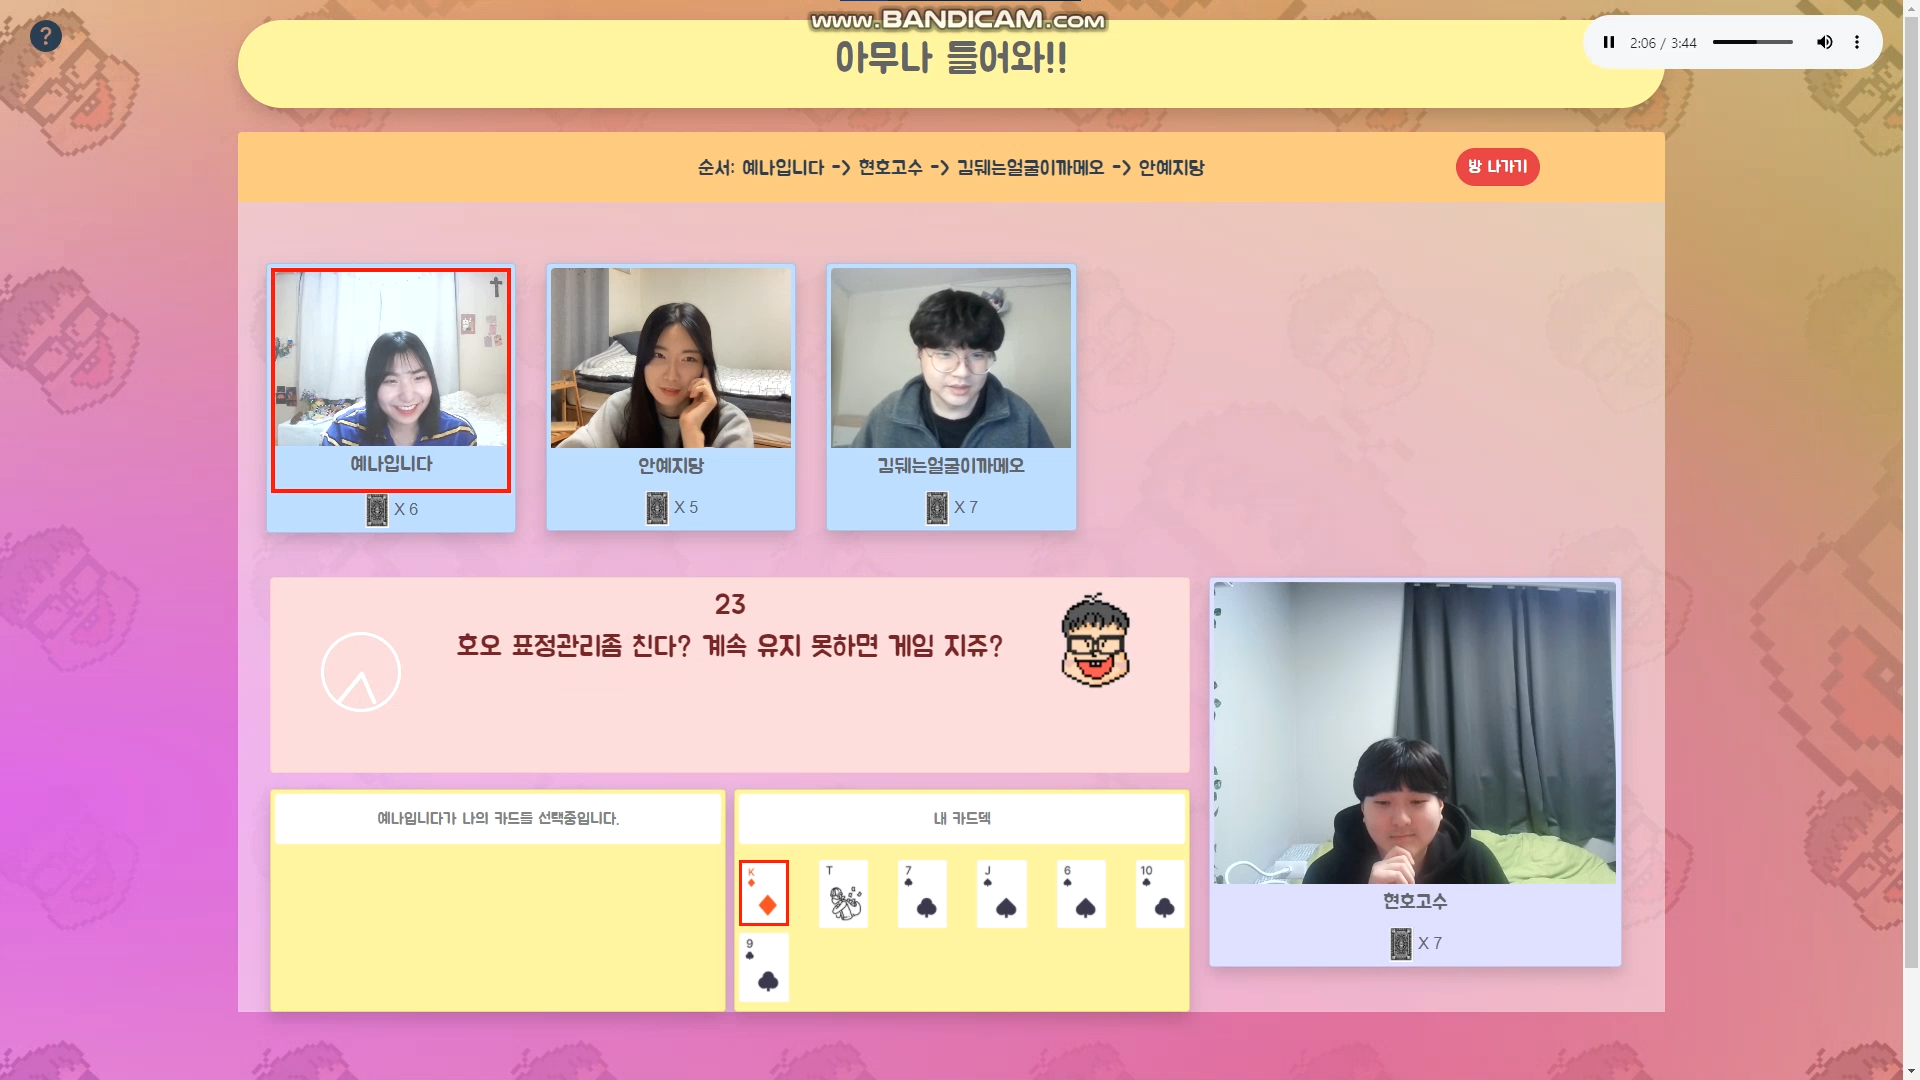 ?
www.BANDICAM.com
아무나 들어와!!
2:06 / 3:44
순서: 예나입니다 -> 현호고수 -> 김뒈는얼굴이까메오 -> 안예지당
방 나가기
예나입니다
X 6
안예지당
X 5
김뒈는얼굴이까메오
X 7
23
호오 표정관리좀 친다? 계속 유지 못하면 게임 지쥬?
예나입니다가 나의 카드를 선택중입니다.
내 카드덱
K
T
7
J
6
10
9
현호고수
X 7